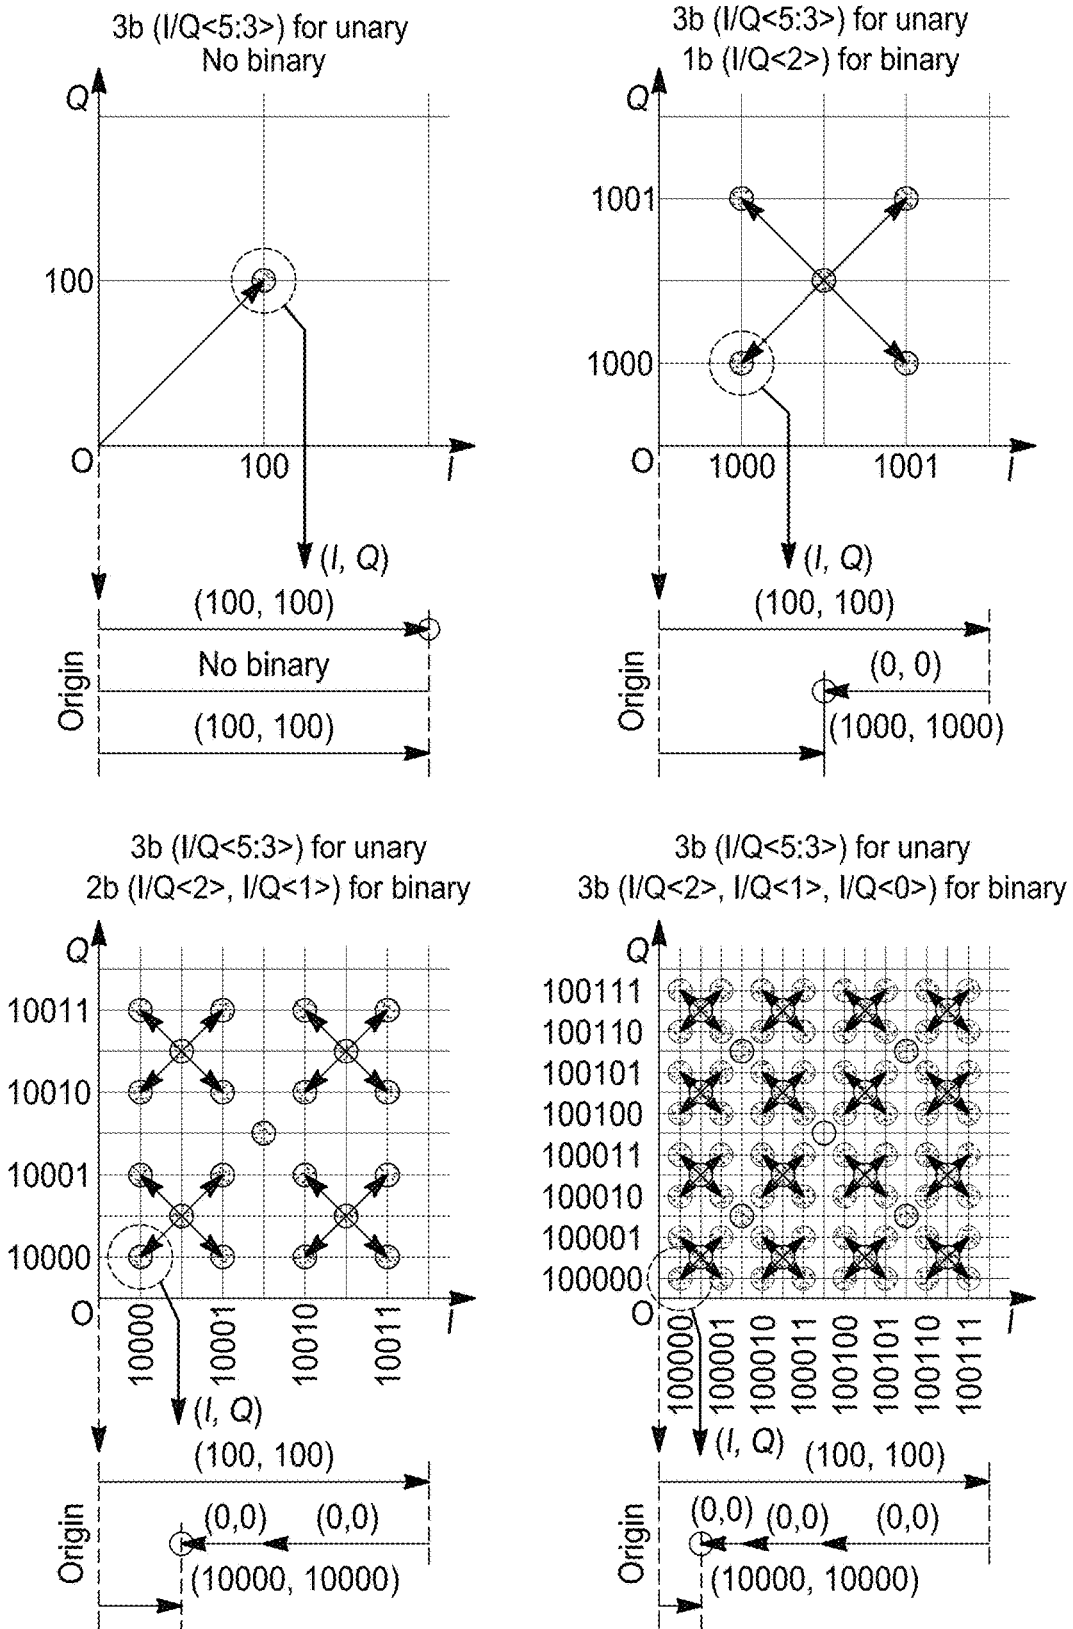 3b (I/Q<5:3>) for unary
No binary
Q
100
O
100
I
(I, Q)
(100, 100)
No binary
(100, 100)
Origin
3b (I/Q<5:3>) for unary
1b (I/Q<2>) for binary
Q
1001
1000
O
1000
1001
I
(I, Q)
(100, 100)
(0, 0)
(1000, 1000)
Origin
3b (I/Q<5:3>) for unary
2b (I/Q<2>, I/Q<1>) for binary
Q
10011
10010
10001
10000
O
10000
10001
10010
10011
I
(I, Q)
(100, 100)
(0,0)
(0,0)
(10000, 10000)
Origin
3b (I/Q<5:3>) for unary
3b (I/Q<2>, I/Q<1>, I/Q<0>) for binary
Q
100111
100110
100101
100100
100011
100010
100001
100000
O
100000
100001
100010
100011
100100
100101
100110
100111
I
(I, Q)
(100, 100)
(0,0)
(0,0)
(0,0)
(10000, 10000)
Origin